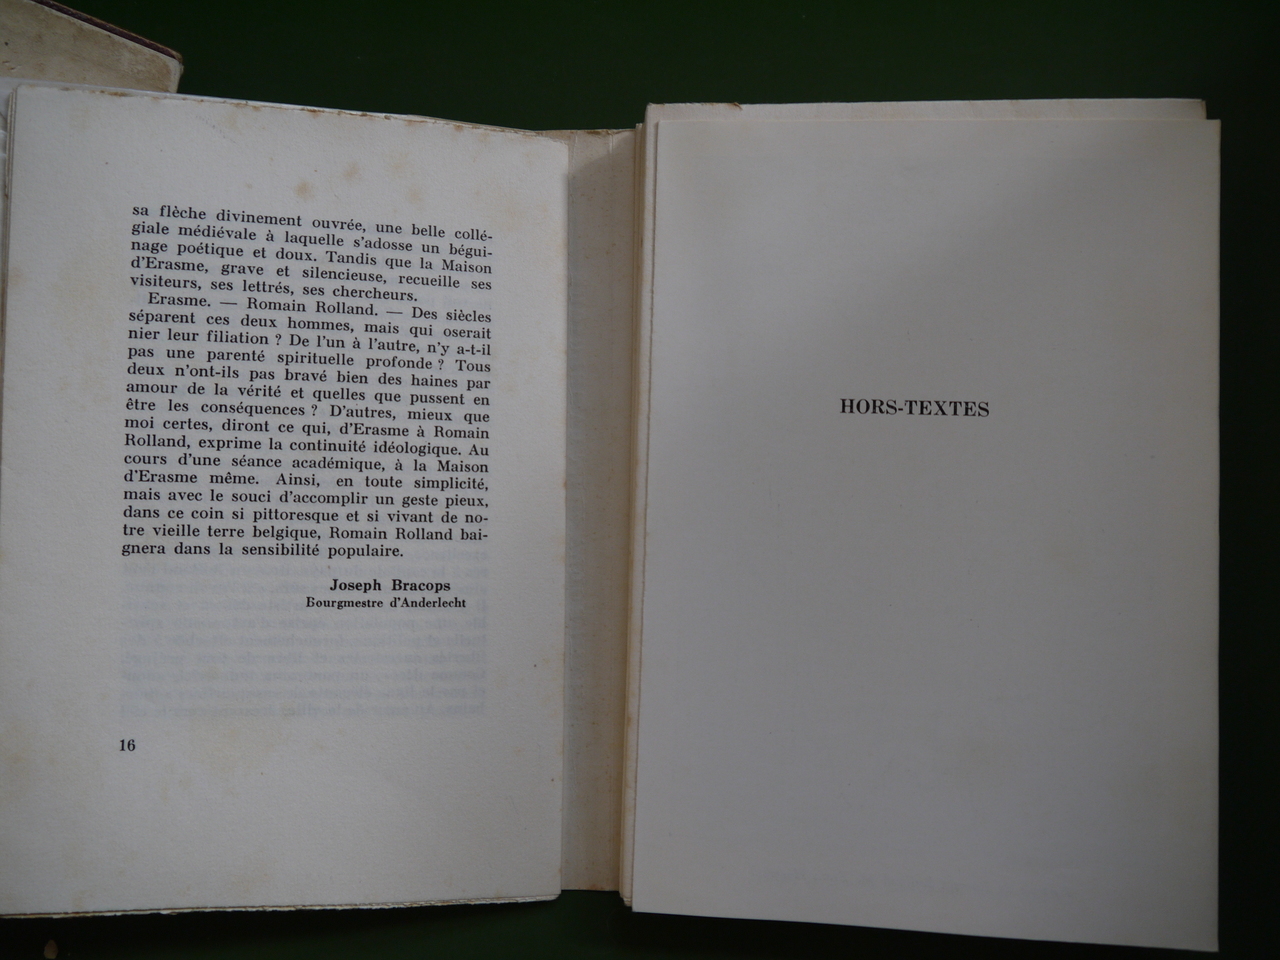 sa flèche divinement ouvrée, une belle collé-
giale médiévale à laquelle s'adosse un bégui-
nage poétique et doux. Tandis que la Maison
d'Erasme, grave et silencieuse, recueille ses
visiteurs, ses lettrés, ses chercheurs.
Erasme. — Romain Rolland. — Des siècles
séparent ces deux hommes, mais qui oserait
nier leur filiation ? De l'un à l'autre, n'y a-t-il
pas une parenté spirituelle profonde ? Tous
deux n'ont-ils pas bravé bien des haines par
amour de la vérité et quelles que pussent en
être les conséquences ? D'autres, mieux que
moi certes, diront ce qui, d'Erasme à Romain
Rolland, exprime la continuité idéologique. Au
cours d'une séance académique, à la Maison
d'Erasme même. Ainsi, en toute simplicité,
mais avec le souci d'accomplir un geste pieux,
dans ce coin si pittoresque et si vivant de no-
tre vieille terre belgique, Romain Rolland bai-
gnera dans la sensibilité populaire.
Joseph Bracops
Bourgmestre d'Anderlecht
16
HORS-TEXTES